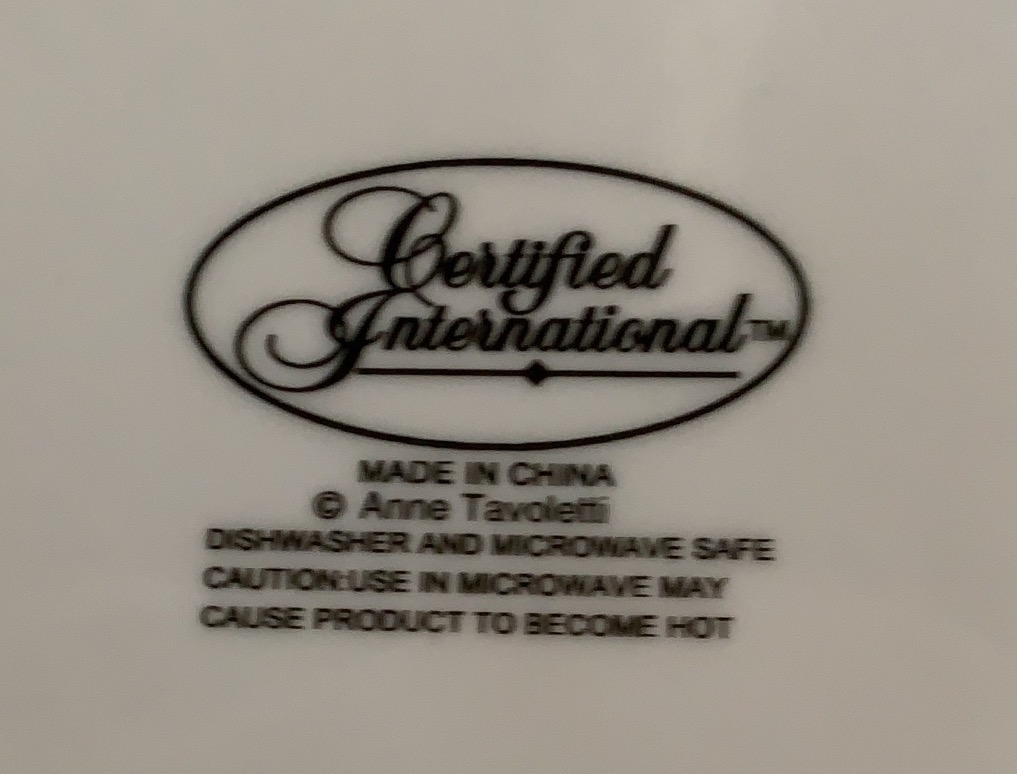 Certified
International™
MADE IN CHINA
© Anne Tavoletti
DISHWASHER AND MICROWAVE SAFE
CAUTION:USE IN MICROWAVE MAY
CAUSE PRODUCT TO BECOME HOT